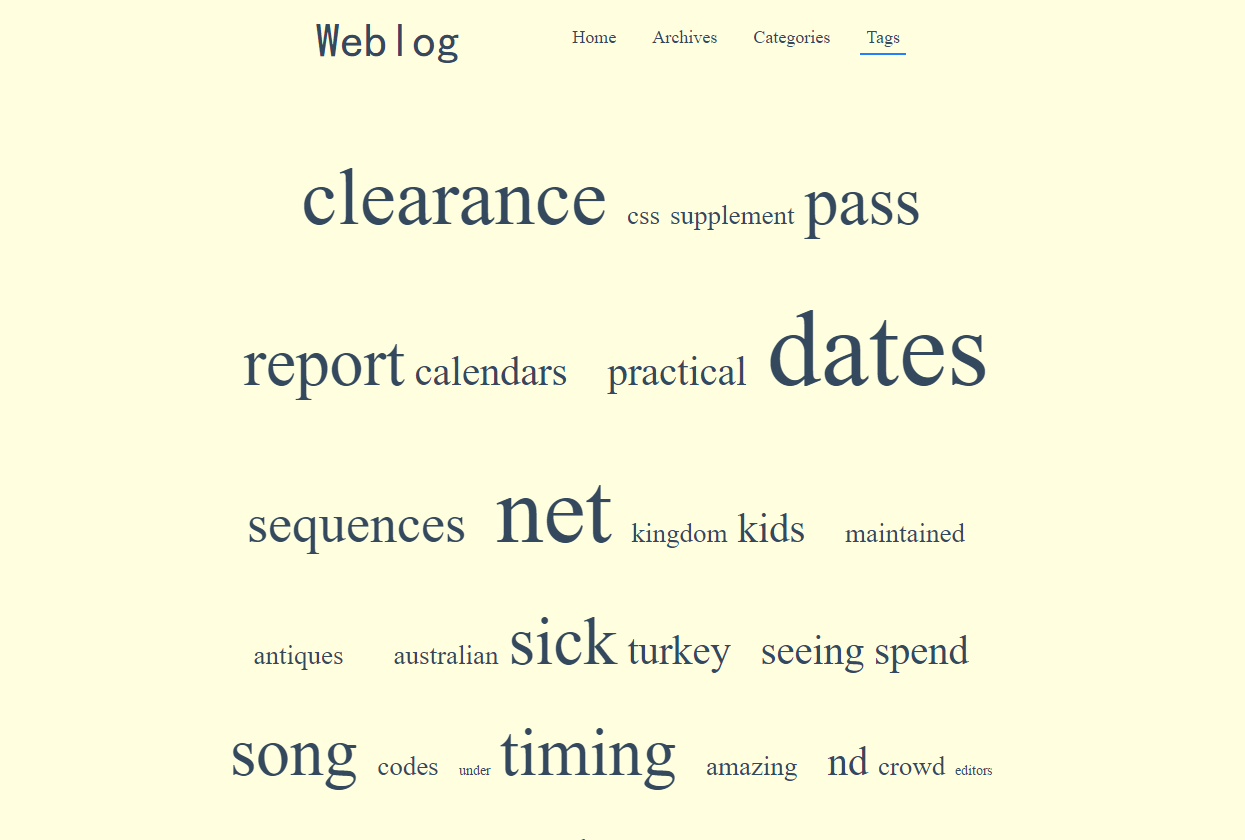 Weblog Home Archives Categories Tags
clearance css supplement pass
report calendars practical dates
sequences net kingdom kids maintained
antiques australian sick turkey seeing spend
song codes under timing amazing nd crowd editors